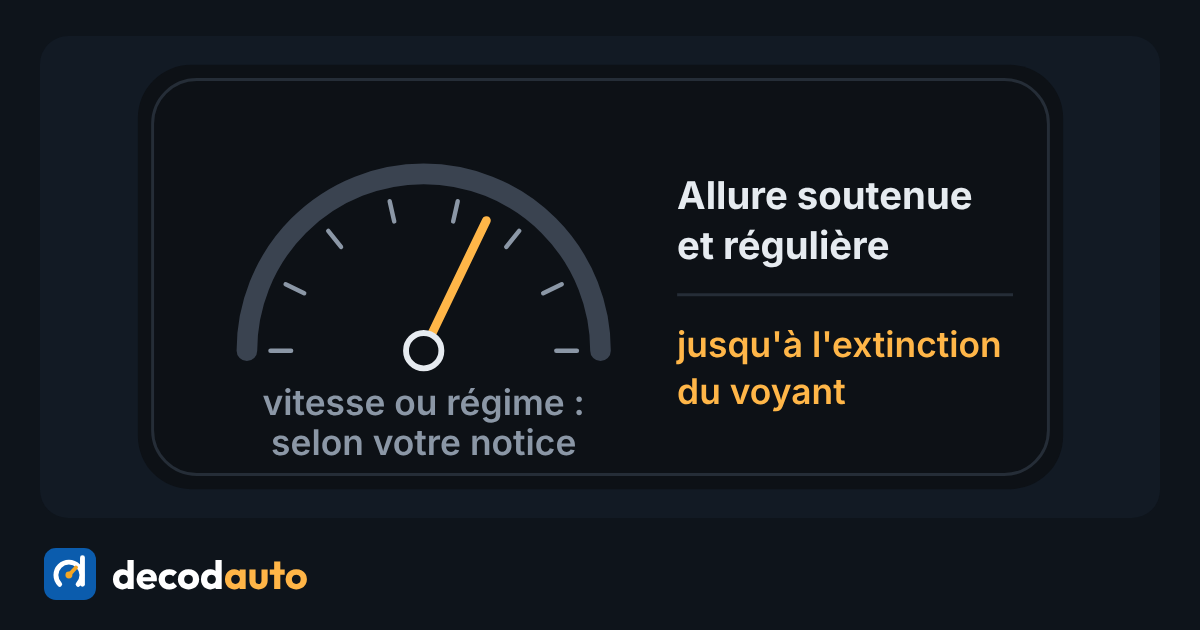 Allure soutenue
et régulière
jusqu'à l'extinction
du voyant
vitesse ou régime :
selon votre notice
decodauto